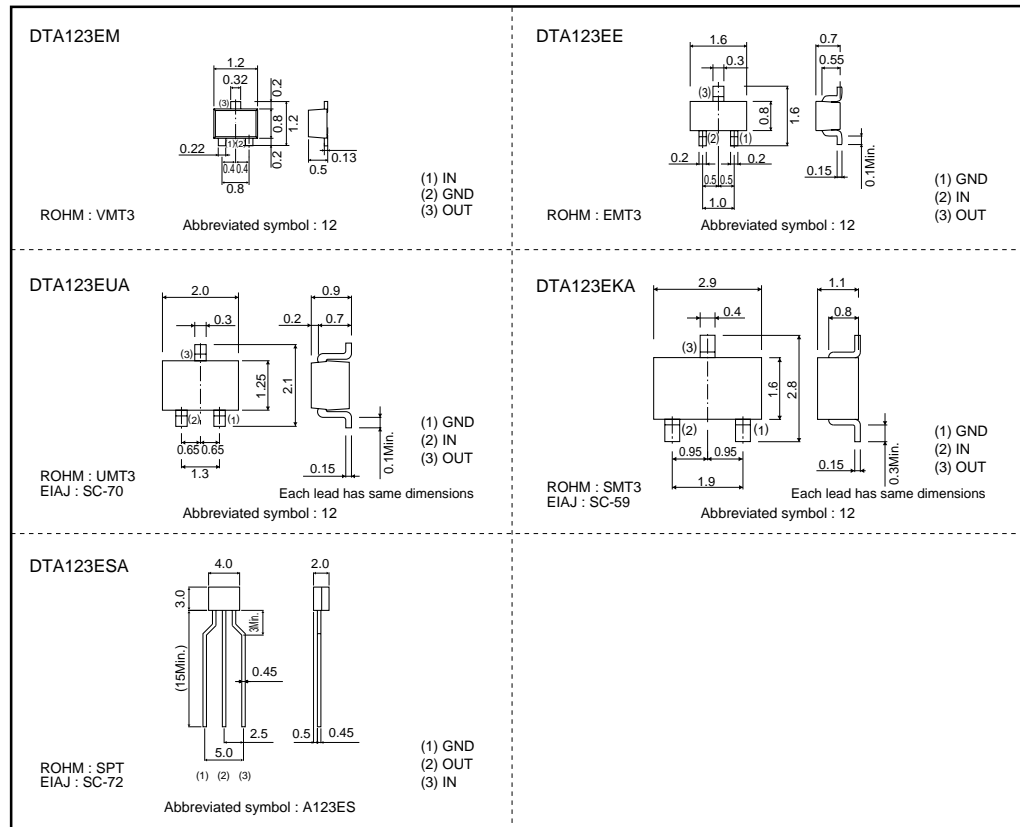 DTA123EM
1.2
0.32
0.2
(3)
0.8
1.2
(1) (2)
0.2
0.22
0.4 0.4
0.8
0.5
0.13
(1) IN
(2) GND
(3) OUT
ROHM : VMT3
Abbreviated symbol : 12
DTA123EE
1.6
0.3
0.7
0.55
(3)
0.8
1.6
(2)
(1)
0.2
0.2
0.5 0.5
1.0
0.15
0.1Min.
(1) GND
(2) IN
(3) OUT
ROHM : EMT3
Abbreviated symbol : 12
DTA123EUA
2.0
0.3
0.9
0.2
0.7
(3)
1.25
2.1
(2)
(1)
0.65 0.65
1.3
0.15
0.1Min.
(1) GND
(2) IN
(3) OUT
ROHM : UMT3
EIAJ : SC-70
Each lead has same dimensions
Abbreviated symbol : 12
DTA123EKA
2.9
0.4
1.1
0.8
(3)
1.6
2.8
(2)
(1)
0.95
0.95
1.9
0.15
0.3Min.
(1) GND
(2) IN
(3) OUT
ROHM : SMT3
EIAJ : SC-59
Each lead has same dimensions
Abbreviated symbol : 12
DTA123ESA
4.0
2.0
3.0
3Min.
(15Min.)
0.45
2.5
5.0
0.5
0.45
(1) (2) (3)
(1) GND
(2) OUT
(3) IN
ROHM : SPT
EIAJ : SC-72
Abbreviated symbol : A123ES